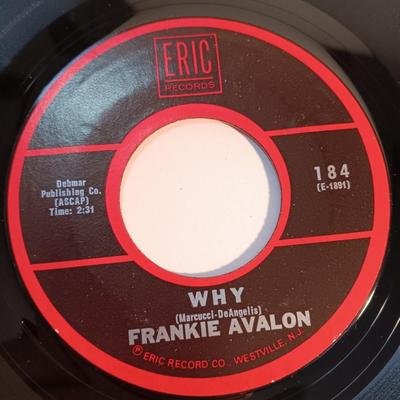 ERIC
RECORDS
Debmar
Publishing Co.
(ASCAP)
Time: 2:31
184
(E-1891)
WHY
(Marcucci-DeAngelis)
FRANKIE AVALON
℗ ERIC RECORD CO., WESTVILLE, N.J.